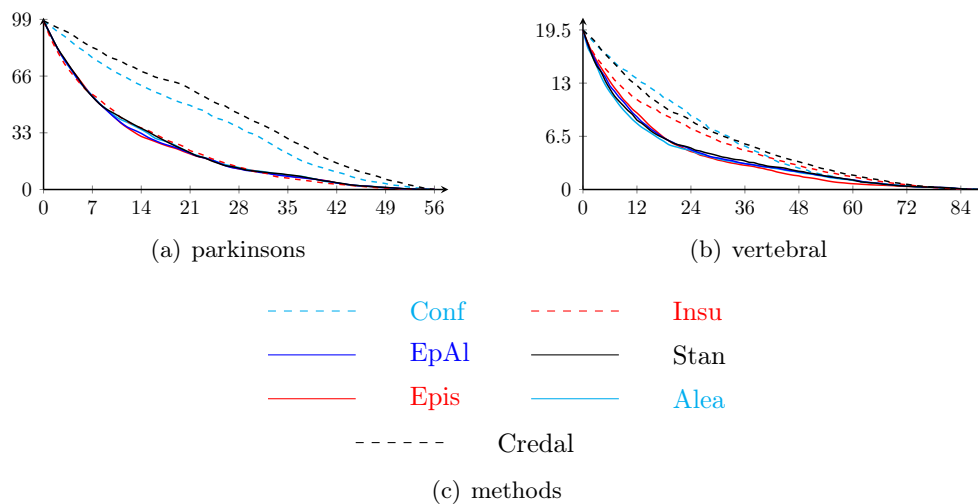 99
66
33
0
0 7 14 21 28 35 42 49 56
(a) parkinsons
19.5
13
6.5
0
0 12 24 36 48 60 72 84
(b) vertebral
Conf Insu
EpAl Stan
Epis Alea
Credal
(c) methods